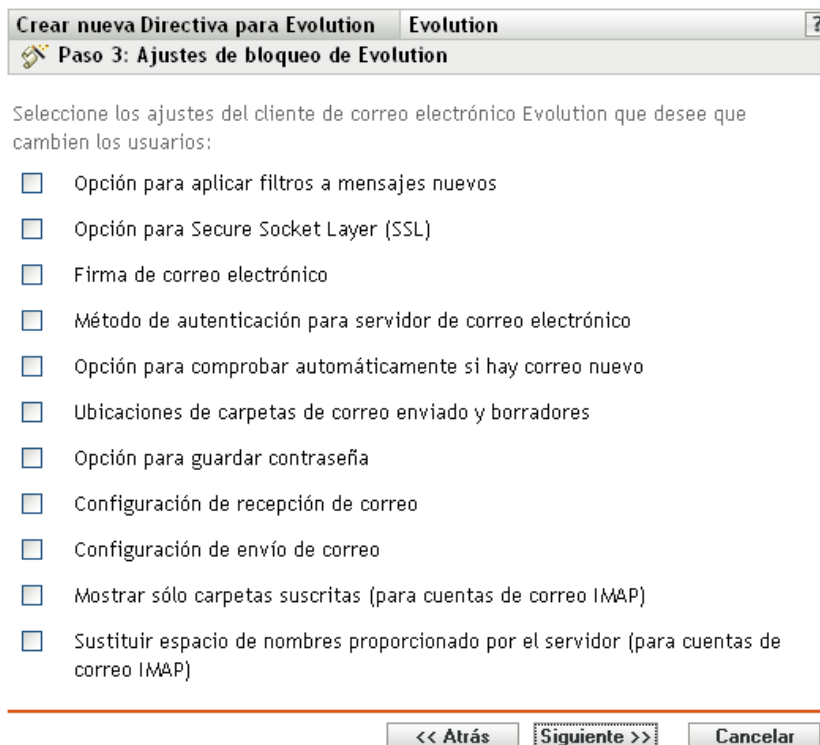 Crear nueva Directiva para Evolution Evolution ?
Paso 3: Ajustes de bloqueo de Evolution
Seleccione los ajustes del cliente de correo electrónico Evolution que desee que
cambien los usuarios:
Opción para aplicar filtros a mensajes nuevos
Opción para Secure Socket Layer (SSL)
Firma de correo electrónico
Método de autenticación para servidor de correo electrónico
Opción para comprobar automáticamente si hay correo nuevo
Ubicaciones de carpetas de correo enviado y borradores
Opción para guardar contraseña
Configuración de recepción de correo
Configuración de envío de correo
Mostrar sólo carpetas suscritas (para cuentas de correo IMAP)
Sustituir espacio de nombres proporcionado por el servidor (para cuentas de
correo IMAP)
<< Atrás Siguiente >> Cancelar